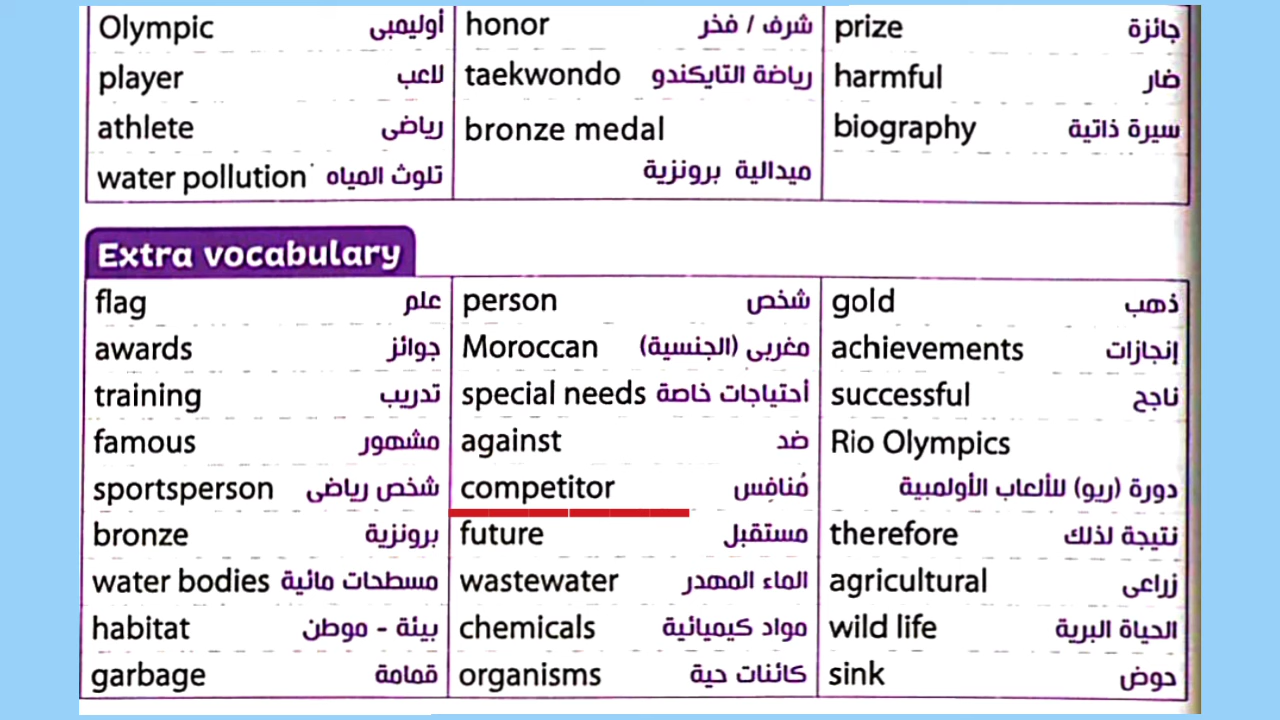 Olympic أوليمبى
player للاعب
athlete رياضى
water pollution تلوث المياه
honor شرف / فخر
taekwondo رياضة التايكندو
bronze medal
ميدالية برونزية
prize جائزة
harmful ضار
biography سيرة ذاتية
Extra vocabulary
flag علم
awards جوائز
training تدريب
famous مشهور
sportsperson شخص رياضى
bronze برونزية
water bodies مسطحات مائية
habitat بيئة - موطن
garbage قمامة
person شخص
Moroccan مغربى (الجنسية)
special needs أحتياجات خاصة
against ضد
competitor مُنافِس
future مستقبل
wastewater الماء المهدر
chemicals مواد كيميائية
organisms كائنات حية
gold ذهب
achievements إنجازات
successful ناجح
Rio Olympics
دورة (ريو) للألعاب الأولمبية
therefore نتيجة لذلك
agricultural زراعى
wild life الحياة البرية
sink حوض